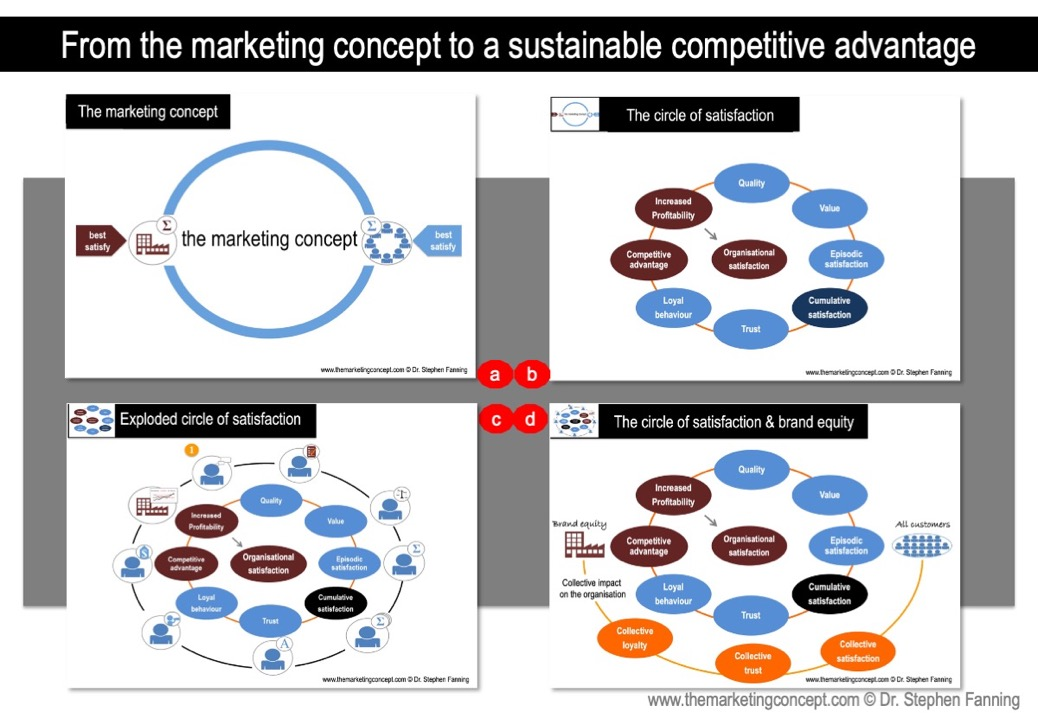 From the marketing concept to a sustainable competitive advantage
The marketing concept
best
satisfy
Σ
the marketing concept
Σ
best
satisfy
www.themarketingconcept.com © Dr. Stephen Fanning
The circle of satisfaction
Quality
Increased
Profitability
Value
Competitive
advantage
Organisational
satisfaction
Episodic
satisfaction
Loyal
behaviour
Cumulative
satisfaction
Trust
www.themarketingconcept.com © Dr. Stephen Fanning
a b
c d
Exploded circle of satisfaction
1
Quality
Increased
Profitability
Value
Competitive
advantage
Organisational
satisfaction
Episodic
satisfaction
Σ
Loyal
behaviour
Cumulative
satisfaction
Trust
Σ
A
www.themarketingconcept.com © Dr. Stephen Fanning
The circle of satisfaction & brand equity
Quality
Increased
Profitability
Value
Brand equity
All customers
Competitive
advantage
Organisational
satisfaction
Episodic
satisfaction
Collective impact
on the organisation
Loyal
behaviour
Cumulative
satisfaction
Trust
Collective
loyalty
Collective
trust
Collective
satisfaction
www.themarketingconcept.com © Dr. Stephen Fanning
www.themarketingconcept.com © Dr. Stephen Fanning